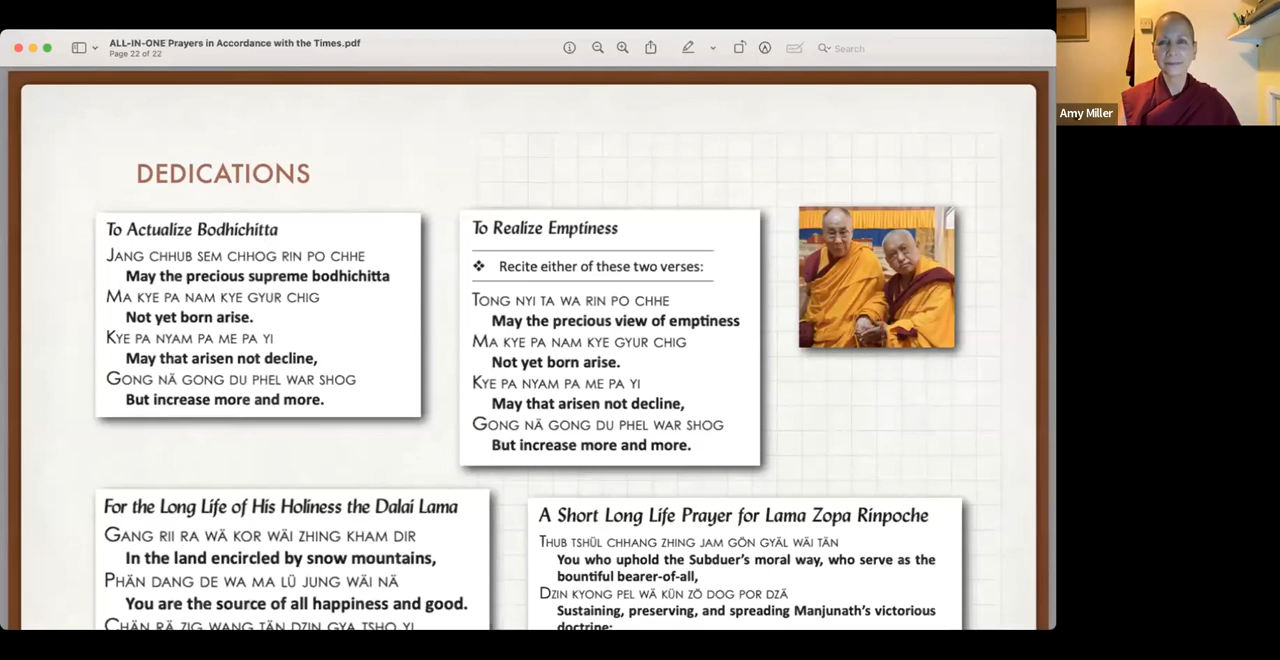 ALL-IN-ONE Prayers in Accordance with the Times.pdf
Page 22 of 22
Search
Amy Miller
DEDICATIONS
To Actualize Bodhichitta
JANG CHHUB SEM CHHOG RIN PO CHHE
May the precious supreme bodhichitta
MA KYE PA NAM KYE GYUR CHIG
Not yet born arise.
KYE PA NYAM PA ME PA YI
May that arisen not decline,
GONG NÄ GONG DU PHEL WAR SHOG
But increase more and more.
To Realize Emptiness
❖ Recite either of these two verses:
TONG NYI TA WA RIN PO CHHE
May the precious view of emptiness
MA KYE PA NAM KYE GYUR CHIG
Not yet born arise.
KYE PA NYAM PA ME PA YI
May that arisen not decline,
GONG NÄ GONG DU PHEL WAR SHOG
But increase more and more.
For the Long Life of His Holiness the Dalai Lama
GANG RII RA WÄ KOR WÄI ZHING KHAM DIR
In the land encircled by snow mountains,
PHÄN DANG DE WA MA LÜ JUNG WÄI NÄ
You are the source of all happiness and good.
CHÄN RÄ ZIG WANG TÄN DZIN GYA TSHO YI
A Short Long Life Prayer for Lama Zopa Rinpoche
THUB TSHÜL CHHANG ZHING JAM GÖN GYÄL WÄI TÄN
You who uphold the Subduer's moral way, who serve as the
bountiful bearer-of-all,
DZIN KYONG PEL WÄ KÜN ZÖ DOG POR DZÄ
Sustaining, preserving, and spreading Manjunath's victorious
doctrine;